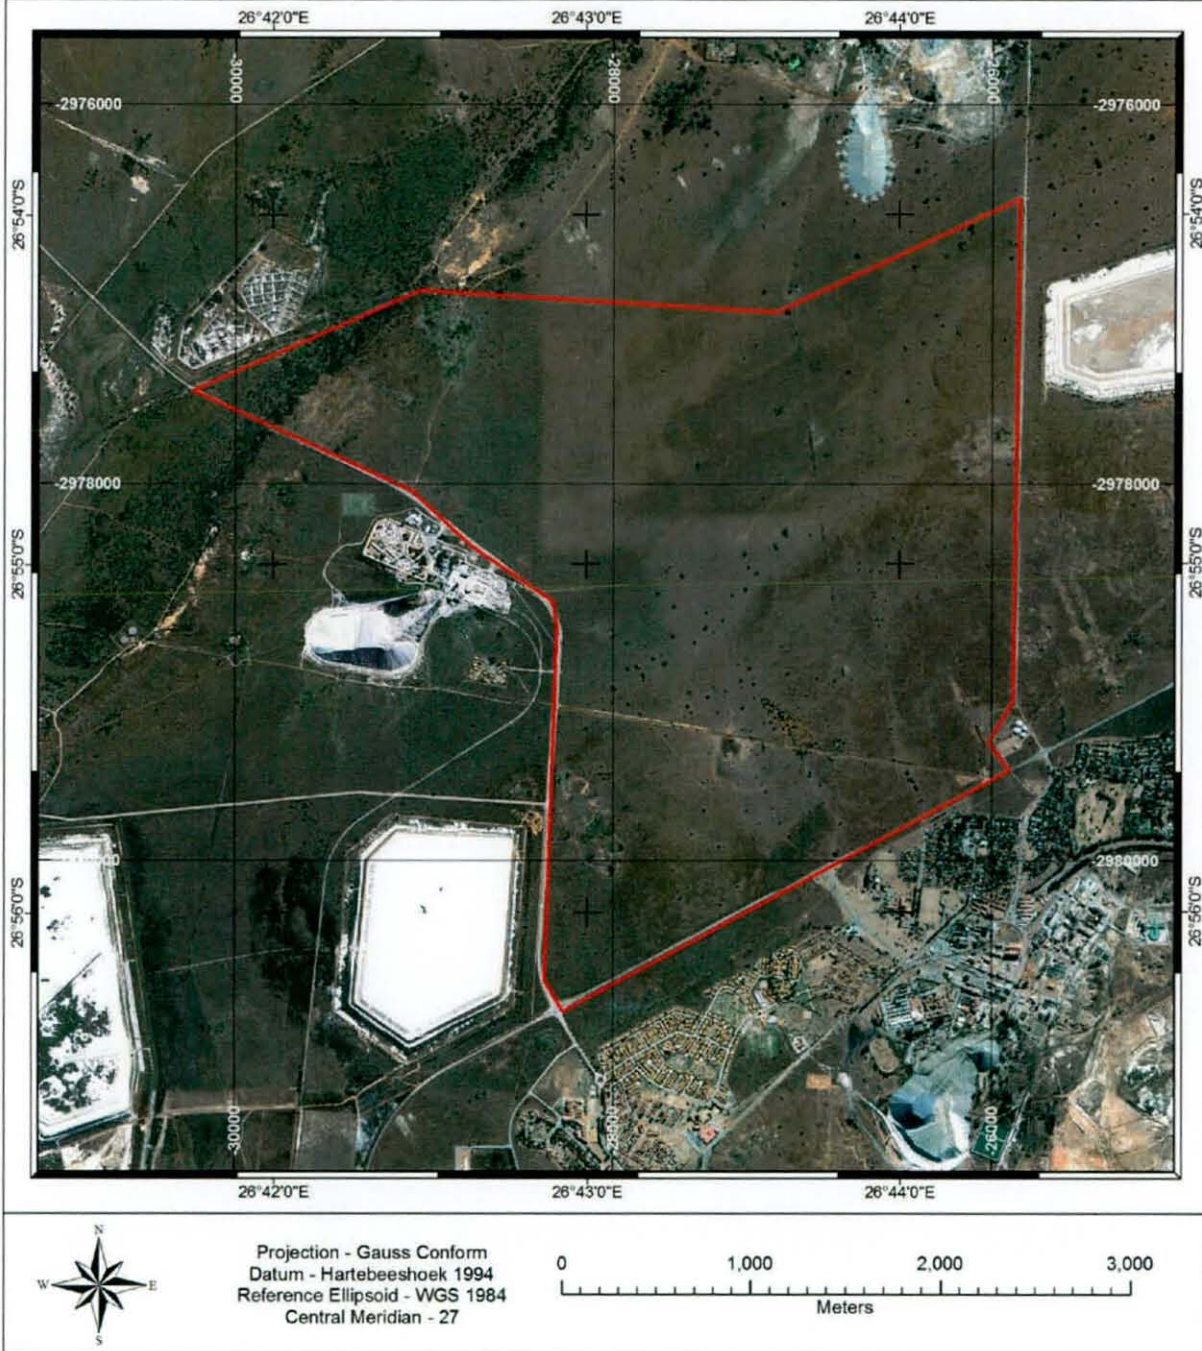 26°42'0"E 26°43'0"E 26°44'0"E
-30000 -28000 -26000
-2976000 -2976000
26°54'0"S 26°54'0"S
-2978000 -2978000
26°55'0"S 26°55'0"S
-2980000
26°56'0"S 26°56'0"S
-30000 -28000 -26000
26°42'0"E 26°43'0"E 26°44'0"E
N
W E
S
Projection - Gauss Conform
Datum - Hartebeeshoek 1994
Reference Ellipsoid - WGS 1984
Central Meridian - 27
0 1,000 2,000 3,000
Meters